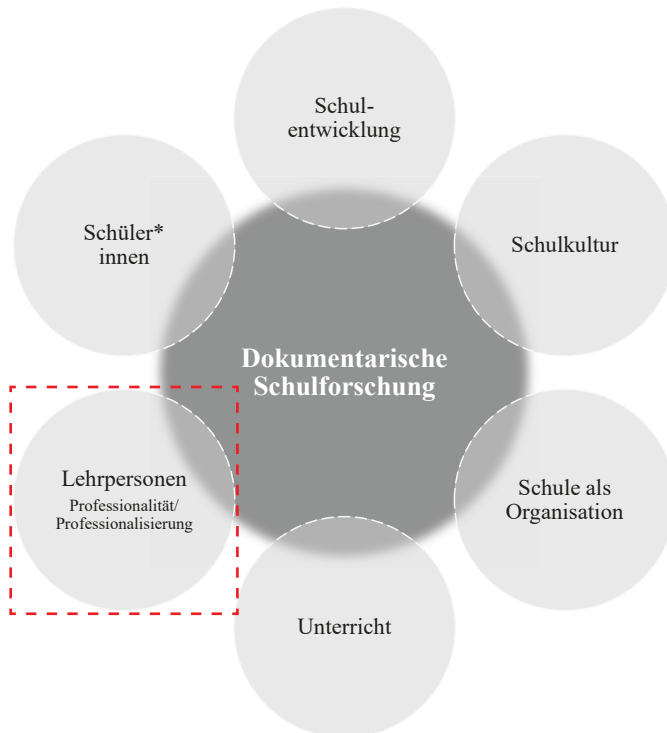 Schul-
entwicklung
Schüler*
innen
Schulkultur
Dokumentarische
Schulforschung
Lehrpersonen
Professionalität/
Professionalisierung
Schule als
Organisation
Unterricht